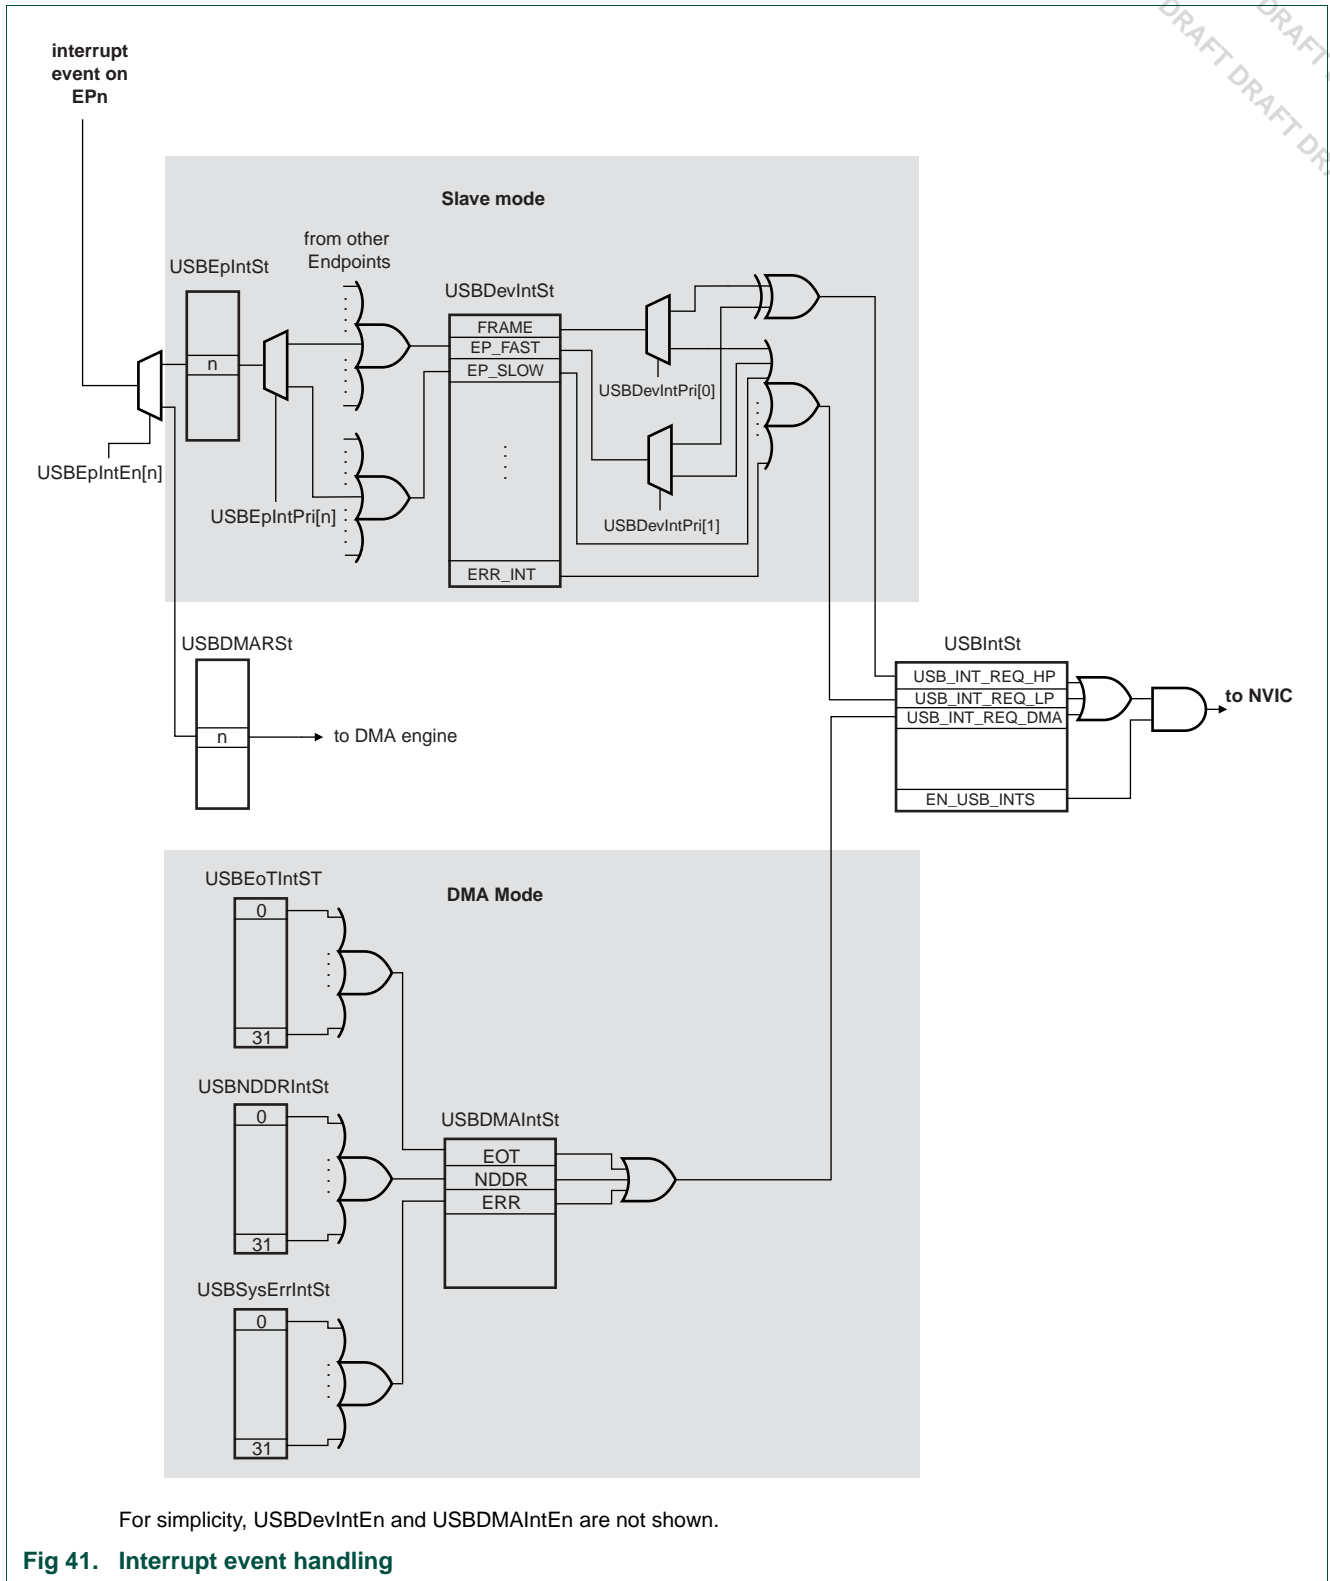 DRAFT DRAFT DRA
DRAFT
interrupt
event on
EPn
Slave mode
from other
Endpoints
USBEpIntSt
USBDevIntSt
FRAME
EP_FAST
n
EP_SLOW
USBDevIntPri[0]
USBEpIntEn[n]
USBEpIntPri[n]
USBDevIntPri[1]
ERR_INT
USBDMARSt
USBIntSt
USB_INT_REQ_HP
USB_INT_REQ_LP
to NVIC
USB_INT_REQ_DMA
n
to DMA engine
EN_USB_INTS
USBEoTIntST
DMA Mode
0
31
USBNDDRIntSt
0
USBDMAIntSt
EOT
NDDR
ERR
31
USBSysErrIntSt
0
31
For simplicity, USBDevIntEn and USBDMAIntEn are not shown.
Fig 41. Interrupt event handling